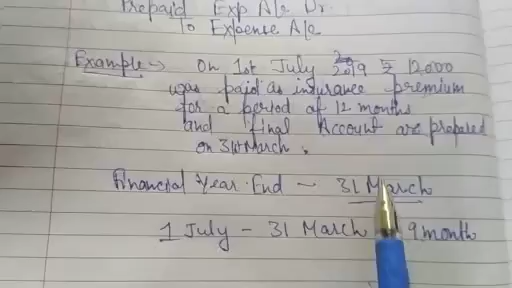 Prepaid Exp A/c Dr.
To Expense A/c
Example → On 1st July 2019 ₹ 12000
was paid as insurance premium
for a period of 12 months
and final Account are prepared
on 31st March.
Financial Year End - 31 March
1 July - 31 March 9 month